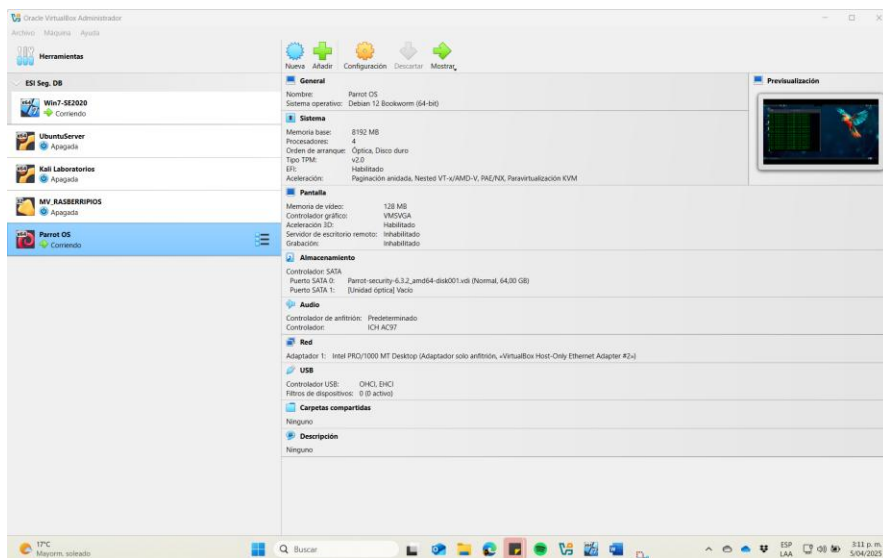 Oracle VirtualBox Administrador
Archivo Máquina Ayuda
Herramientas
Nueva Añadir Configuración Descartar Mostrar
ESI Seg. DB
Win7-SE2020
Corriendo
UbuntuServer
Apagada
Kali Laboratorios
Apagada
MV_RASBERRIPIOS
Apagada
Parrot OS
Corriendo
General
Nombre: Parrot OS
Sistema operativo: Debian 12 Bookworm (64-bit)
Sistema
Memoria base: 8192 MB
Procesadores: 4
Orden de arranque: Óptica, Disco duro
Tipo TPM: v2.0
EFI: Habilitado
Aceleración: Paginación anidada, Nested VT-x/AMD-V, PAE/NX, Paravirtualización KVM
Pantalla
Memoria de vídeo: 128 MB
Controlador gráfico: VMSVGA
Aceleración 3D: Habilitado
Servidor de escritorio remoto: Inhabilitado
Grabación: Inhabilitado
Almacenamiento
Controlador: SATA
Puerto SATA 0: Parrot-security-6.3.2_amd64-disk001.vdi (Normal, 64,00 GB)
Puerto SATA 1: [Unidad óptica] Vacío
Audio
Controlador de anfitrión: Predeterminado
Controlador: ICH AC97
Red
Adaptador 1: Intel PRO/1000 MT Desktop (Adaptador solo anfitrión, «VirtualBox Host-Only Ethernet Adapter #2»)
USB
Controlador USB: OHCI, EHCI
Filtros de dispositivos: 0 (0 activo)
Carpetas compartidas
Ninguno
Descripción
Ninguno
Previsualización
17°C
Mayorm. soleado
Buscar
ESP
LAA
3:11 p. m.
5/04/2025